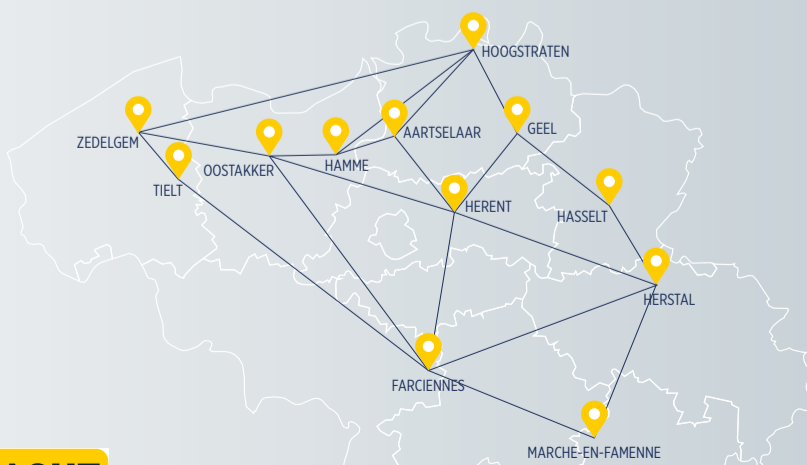 HOOGSTRATEN
ZEDELGEM
AARTSELAAR
GEEL
OOSTAKKER
HAMME
TIELT
HERENT
HASSELT
HERSTAL
FARCIENNES
MARCHE-EN-FAMENNE